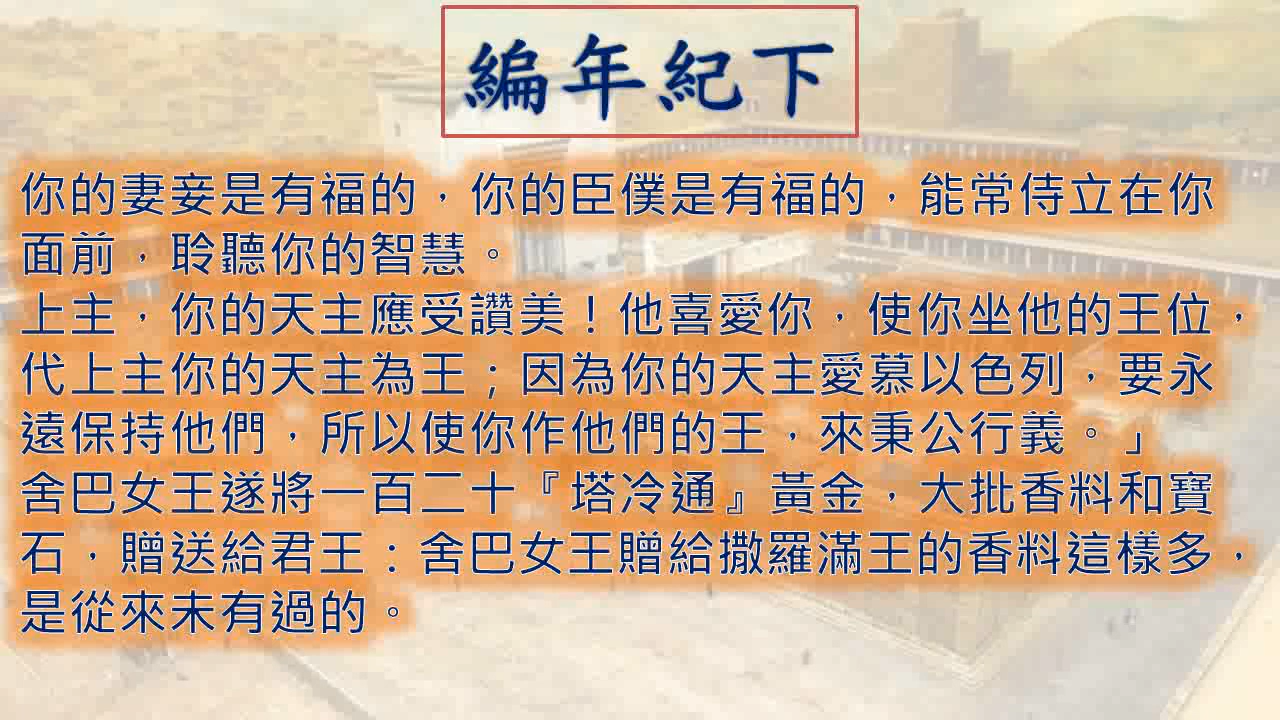 編年紀下
你的妻妾是有福的，你的臣僕是有福的，能常侍立在你
面前，聆聽你的智慧。
上主，你的天主應受讚美！他喜愛你，使你坐他的王位，
代上主你的天主為王；因為你的天主愛慕以色列，要永
遠保持他們，所以使你作他們的王，來秉公行義。」
舍巴女王遂將一百二十『塔冷通』黃金，大批香料和寶
石，贈送給君王：舍巴女王贈給撒羅滿王的香料這樣多，
是從來未有過的。